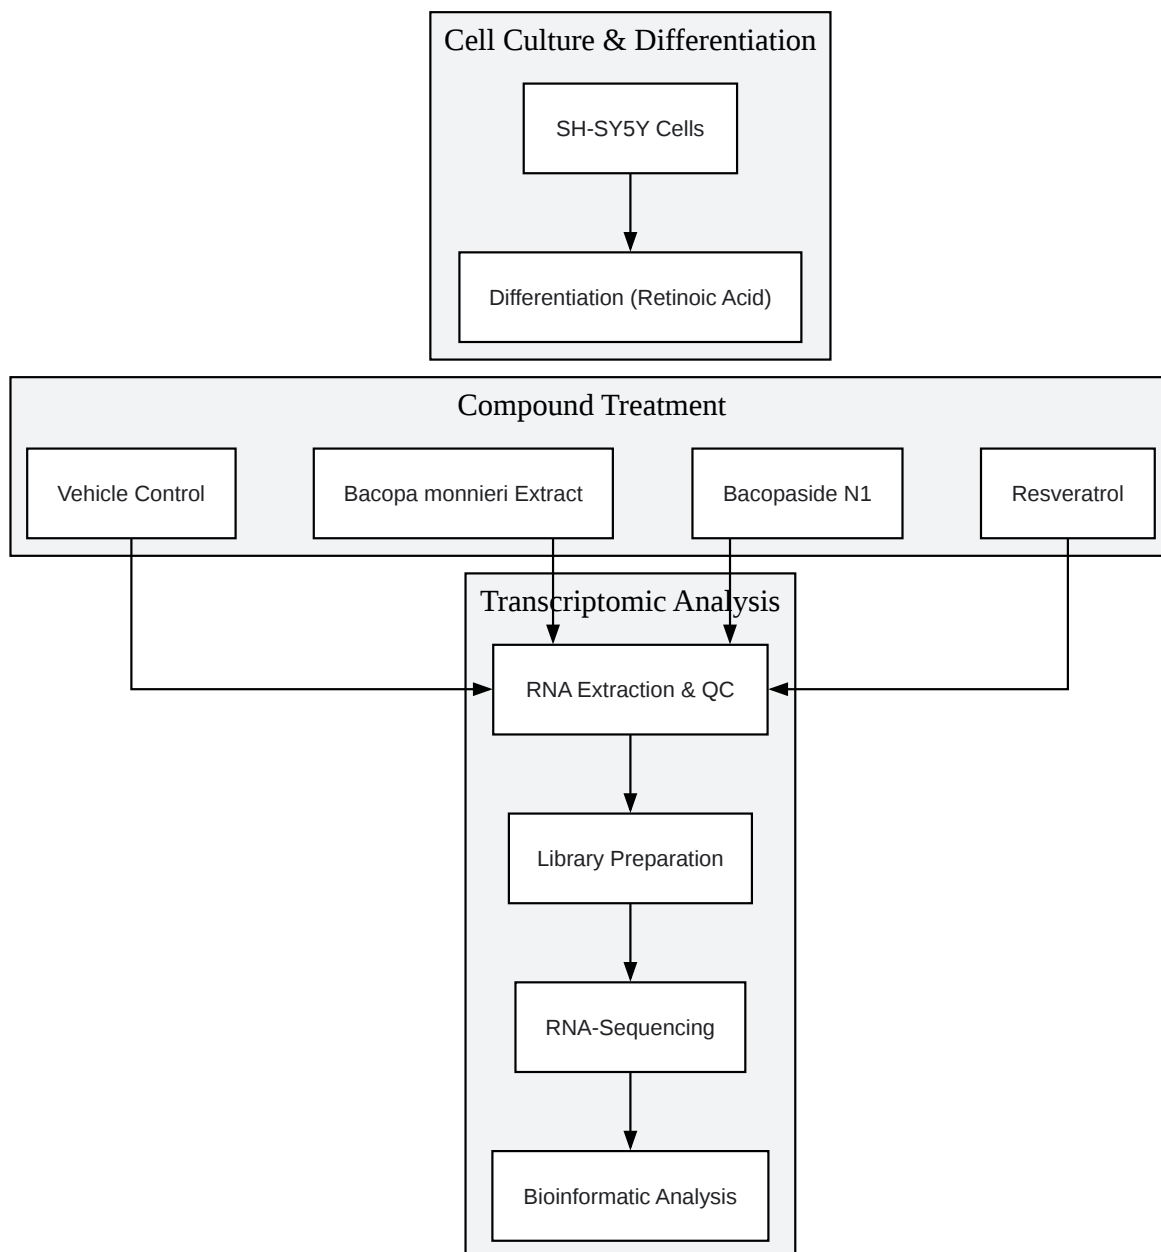 Cell Culture & Differentiation
SH-SY5Y Cells
Differentiation (Retinoic Acid)
Compound Treatment
Vehicle Control
Bacopa monnieri Extract
Bacopaside N1
Resveratrol
Transcriptomic Analysis
RNA Extraction & QC
Library Preparation
RNA-Sequencing
Bioinformatic Analysis